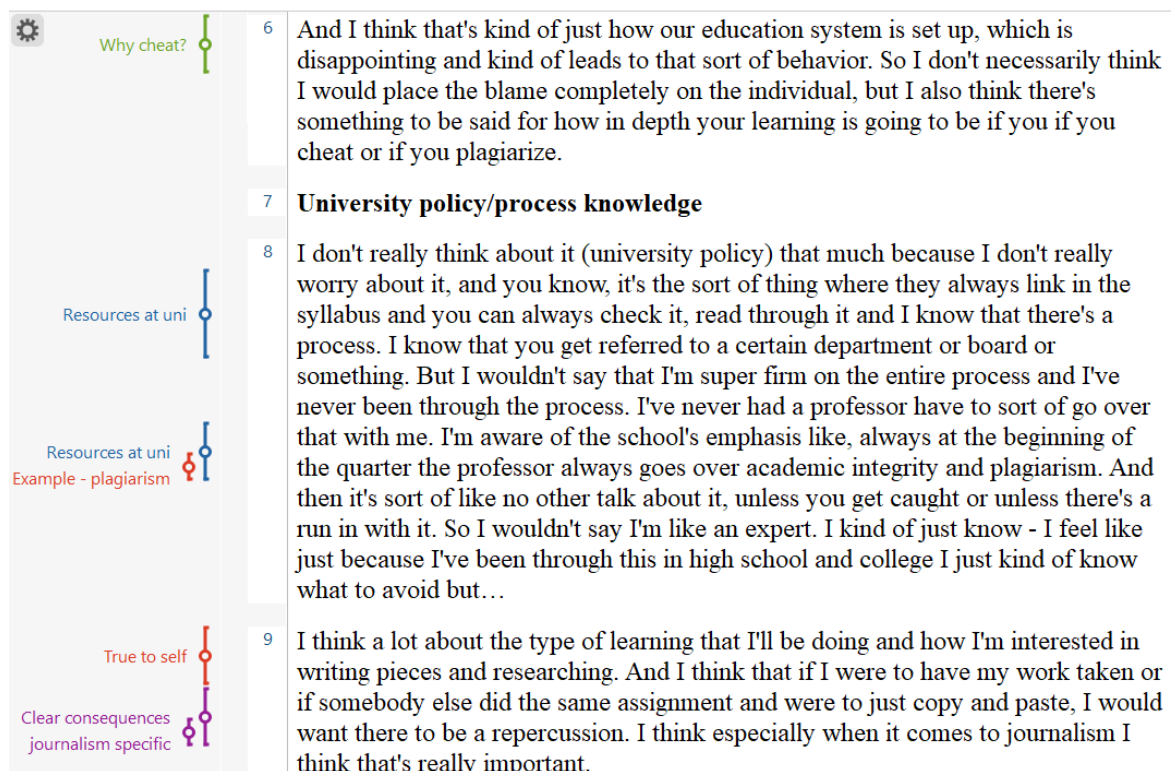 Why cheat?
6
And I think that's kind of just how our education system is set up, which is
disappointing and kind of leads to that sort of behavior. So I don't necessarily think
I would place the blame completely on the individual, but I also think there's
something to be said for how in depth your learning is going to be if you if you
cheat or if you plagiarize.
7
University policy/process knowledge
8
I don't really think about it (university policy) that much because I don't really
worry about it, and you know, it's the sort of thing where they always link in the
Resources at uni
syllabus and you can always check it, read through it and I know that there's a
process. I know that you get referred to a certain department or board or
something. But I wouldn't say that I'm super firm on the entire process and I've
never been through the process. I've never had a professor have to sort of go over
Resources at uni
that with me. I'm aware of the school's emphasis like, always at the beginning of
Example - plagiarism
the quarter the professor always goes over academic integrity and plagiarism. And
then it's sort of like no other talk about it, unless you get caught or unless there's a
run in with it. So I wouldn't say I'm like an expert. I kind of just know - I feel like
just because I've been through this in high school and college I just kind of know
what to avoid but…
9
I think a lot about the type of learning that I'll be doing and how I'm interested in
True to self
writing pieces and researching. And I think that if I were to have my work taken or
if somebody else did the same assignment and were to just copy and paste, I would
Clear consequences
want there to be a repercussion. I think especially when it comes to journalism I
journalism specific
think that's really important.